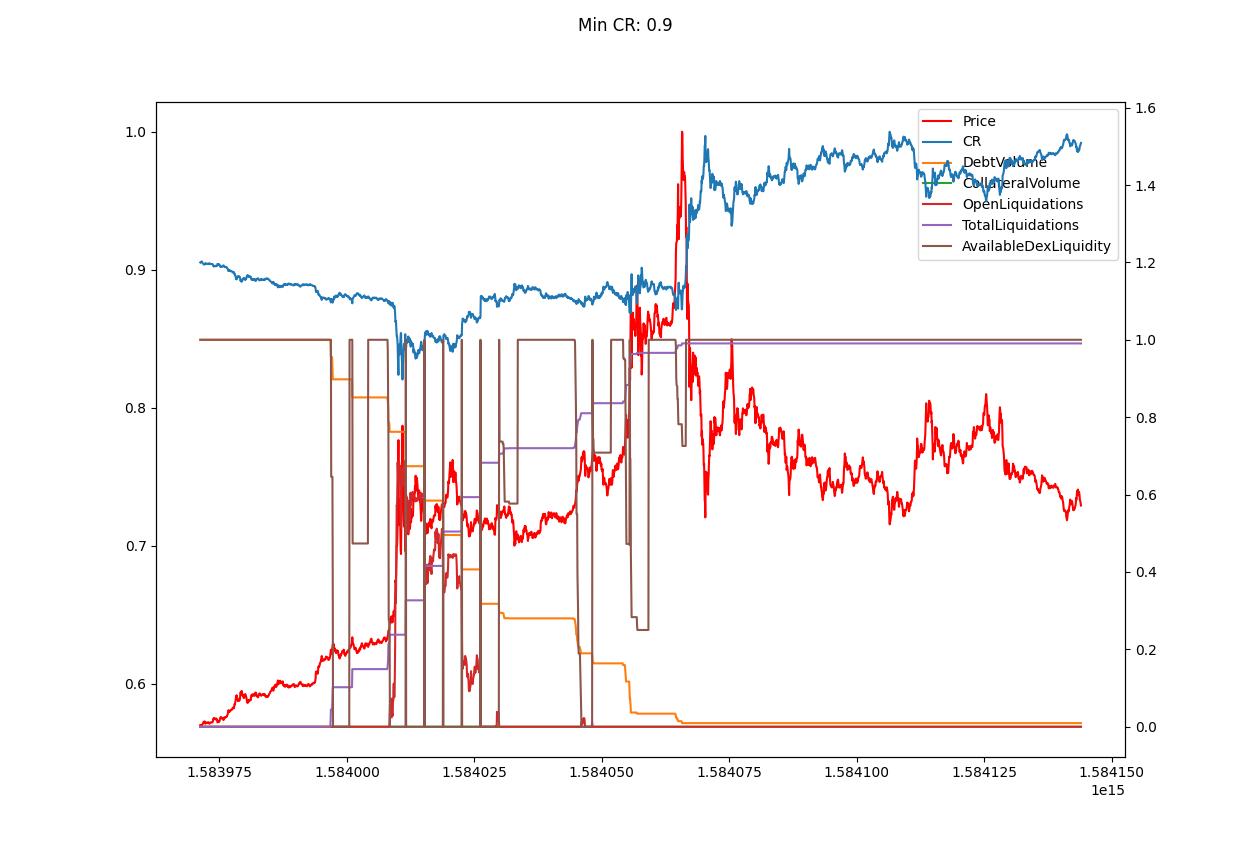 Min CR: 0.9
1.0
0.9
0.8
0.7
0.6
1.6
1.4
1.2
1.0
0.8
0.6
0.4
0.2
0.0
Price
CR
DebtVolume
CollateralVolume
OpenLiquidations
TotalLiquidations
AvailableDexLiquidity
1.583975 1.584000 1.584025 1.584050 1.584075 1.584100 1.584125 1.584150
1e15